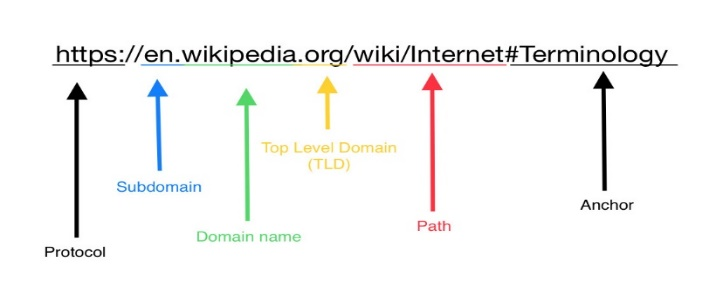 https://en.wikipedia.org/wiki/Internet#Terminology
Top Level Domain
(TLD)
Subdomain
Anchor
Path
Domain name
Protocol